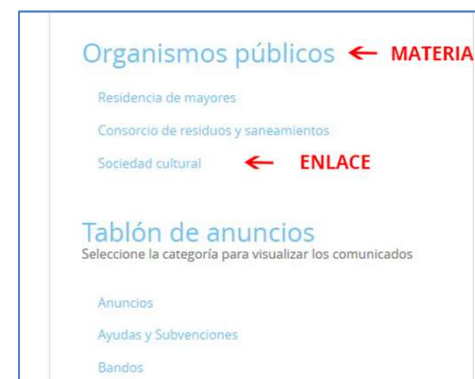 Organismos públicos ← MATERIA
Residencia de mayores
Consorcio de residuos y saneamientos
Sociedad cultural ← ENLACE
Tablón de anuncios
Seleccione la categoría para visualizar los comunicados
Anuncios
Ayudas y Subvenciones
Bandos